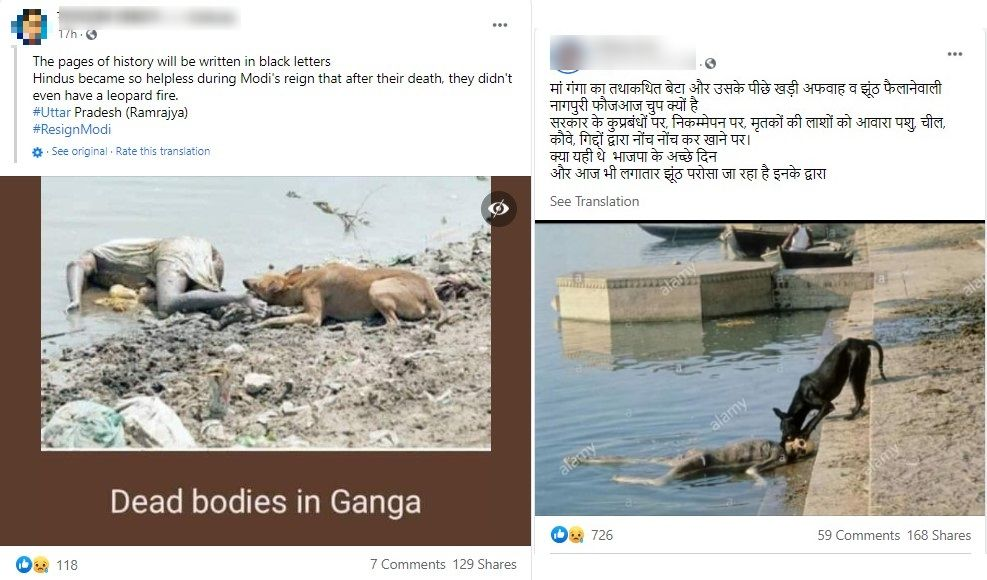 17h ·
The pages of history will be written in black letters
Hindus became so helpless during Modi's reign that after their death, they didn't
even have a leopard fire.
#Uttar Pradesh (Ramrajya)
#ResignModi
· See original · Rate this translation
Dead bodies in Ganga
118
7 Comments 129 Shares
मां गंगा का तथाकथित बेटा और उसके पीछे खड़ी अफवाह व झूंठ फैलानेवाली
नागपुरी फौजआज चुप क्यों है
सरकार के कुप्रबंधों पर, निकम्मेपन पर, मृतकों की लाशों को आवारा पशु, चील,
कौवे, गिद्दों द्वारा नोंच नोंच कर खाने पर।
क्या यही थे भाजपा के अच्छे दिन
और आज भी लगातार झूंठ परोसा जा रहा है इनके द्वारा
See Translation
a alamy
alamy
a
alamy
alamy
726
59 Comments 168 Shares